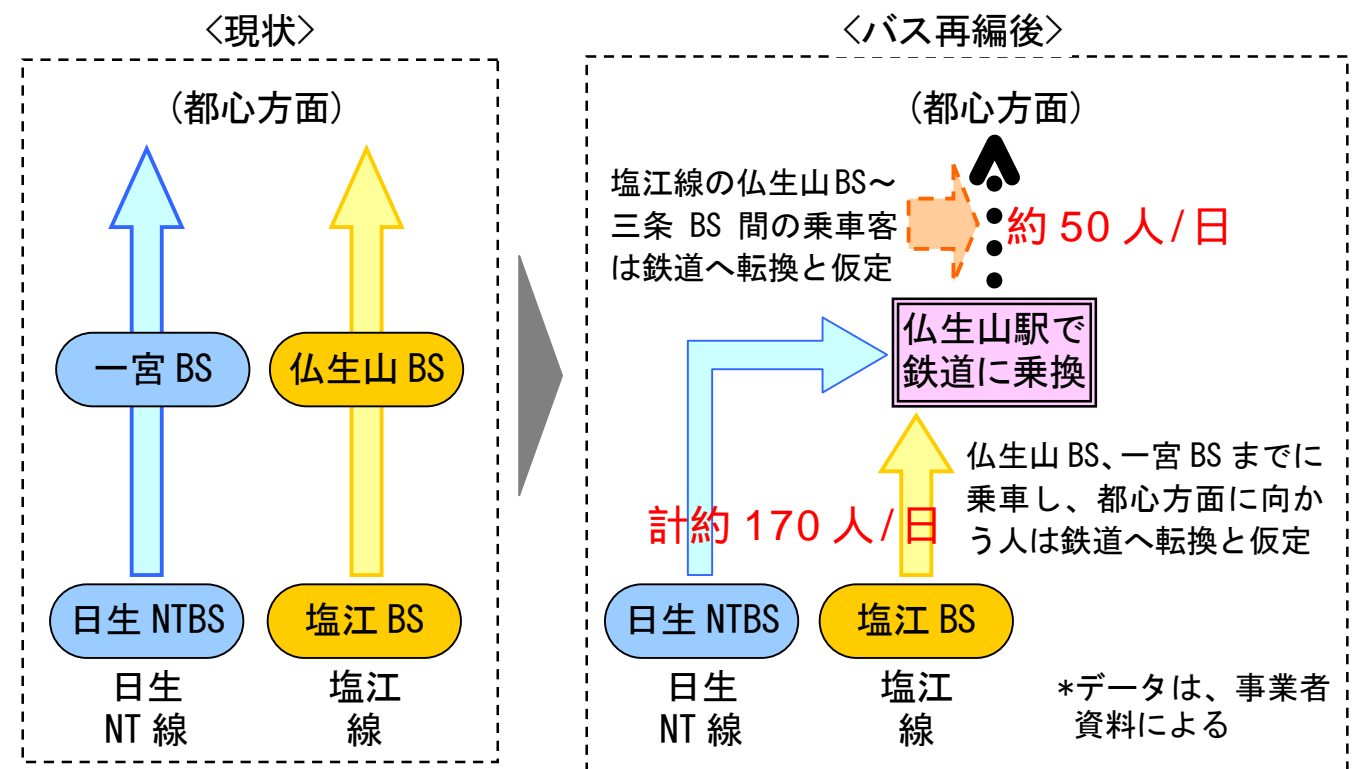 〈現状〉
(都心方面)
一宮 BS
仏生山 BS
日生 NTBS
塩江 BS
日生
NT 線
塩江
線
〈バス再編後〉
(都心方面)
塩江線の仏生山 BS～
三条 BS 間の乗車客
は鉄道へ転換と仮定
約 50 人/日
仏生山駅で
鉄道に乗換
仏生山 BS、一宮 BS までに
乗車し、都心方面に向か
う人は鉄道へ転換と仮定
計約 170 人/日
日生 NTBS
塩江 BS
日生
NT 線
塩江
線
*データは、事業者
資料による